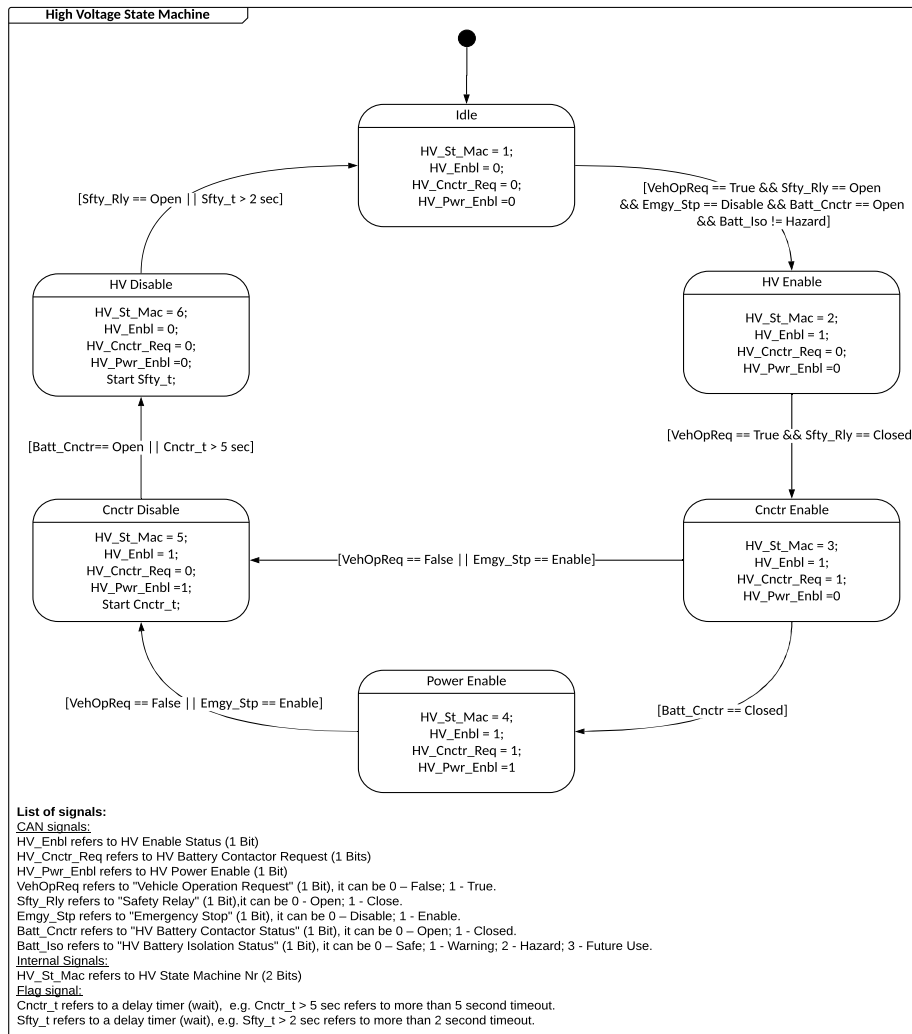 High Voltage State Machine
Idle
HV_St_Mac = 1;
HV_Enbl = 0;
HV_Cnctr_Req = 0;
HV_Pwr_Enbl =0
[Sfty_Rly == Open || Sfty_t > 2 sec]
[VehOpReq == True && Sfty_Rly == Open
&& Emgy_Stp == Disable && Batt_Cnctr == Open
&& Batt_Iso != Hazard]
HV Disable
HV_St_Mac = 6;
HV_Enbl = 0;
HV_Cnctr_Req = 0;
HV_Pwr_Enbl =0;
Start Sfty_t;
HV Enable
HV_St_Mac = 2;
HV_Enbl = 1;
HV_Cnctr_Req = 0;
HV_Pwr_Enbl =0
[Batt_Cnctr== Open || Cnctr_t > 5 sec]
[VehOpReq == True && Sfty_Rly == Closed
Cnctr Disable
HV_St_Mac = 5;
HV_Enbl = 1;
HV_Cnctr_Req = 0;
HV_Pwr_Enbl =1;
Start Cnctr_t;
[VehOpReq == False || Emgy_Stp == Enable]
Cnctr Enable
HV_St_Mac = 3;
HV_Enbl = 1;
HV_Cnctr_Req = 1;
HV_Pwr_Enbl =0
[VehOpReq == False || Emgy_Stp == Enable]
Power Enable
HV_St_Mac = 4;
HV_Enbl = 1;
HV_Cnctr_Req = 1;
HV_Pwr_Enbl =1
[Batt_Cnctr == Closed]
List of signals:
CAN signals:
HV_Enbl refers to HV Enable Status (1 Bit)
HV_Cnctr_Req refers to HV Battery Contactor Request (1 Bits)
HV_Pwr_Enbl refers to HV Power Enable (1 Bit)
VehOpReq refers to "Vehicle Operation Request" (1 Bit), it can be 0 – False; 1 - True.
Sfty_Rly refers to "Safety Relay" (1 Bit),it can be 0 - Open; 1 - Close.
Emgy_Stp refers to "Emergency Stop" (1 Bit), it can be 0 – Disable; 1 - Enable.
Batt_Cnctr refers to "HV Battery Contactor Status" (1 Bit), it can be 0 – Open; 1 - Closed.
Batt_Iso refers to "HV Battery Isolation Status" (1 Bit), it can be 0 – Safe; 1 - Warning; 2 - Hazard; 3 - Future Use.
Internal Signals:
HV_St_Mac refers to HV State Machine Nr (2 Bits)
Flag signal:
Cnctr_t refers to a delay timer (wait),  e.g. Cnctr_t > 5 sec refers to more than 5 second timeout.
Sfty_t refers to a delay timer (wait), e.g. Sfty_t > 2 sec refers to more than 2 second timeout.